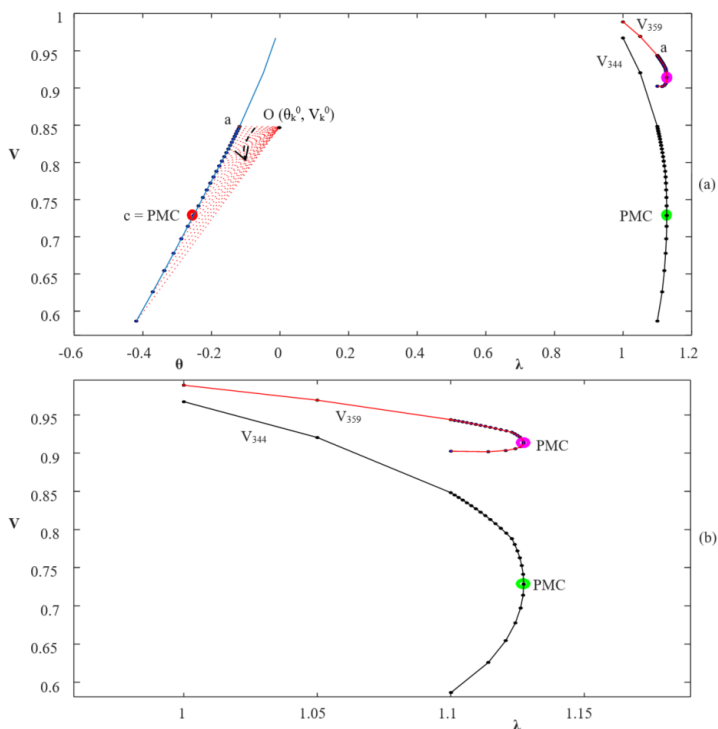 1
0.95
0.9
0.85
0.8
0.75
0.7
0.65
0.6
V
V359
V344
a
a
O (θk0, Vk0)
c = PMC
PMC
(a)
-0.6 -0.4 -0.2 0 0.2 0.4 0.6 0.8 1 1.2
θ λ
0.95
0.9
0.85
0.8
0.75
0.7
0.65
0.6
V
V359
V344
PMC
PMC
(b)
1 1.05 1.1 1.15
λ